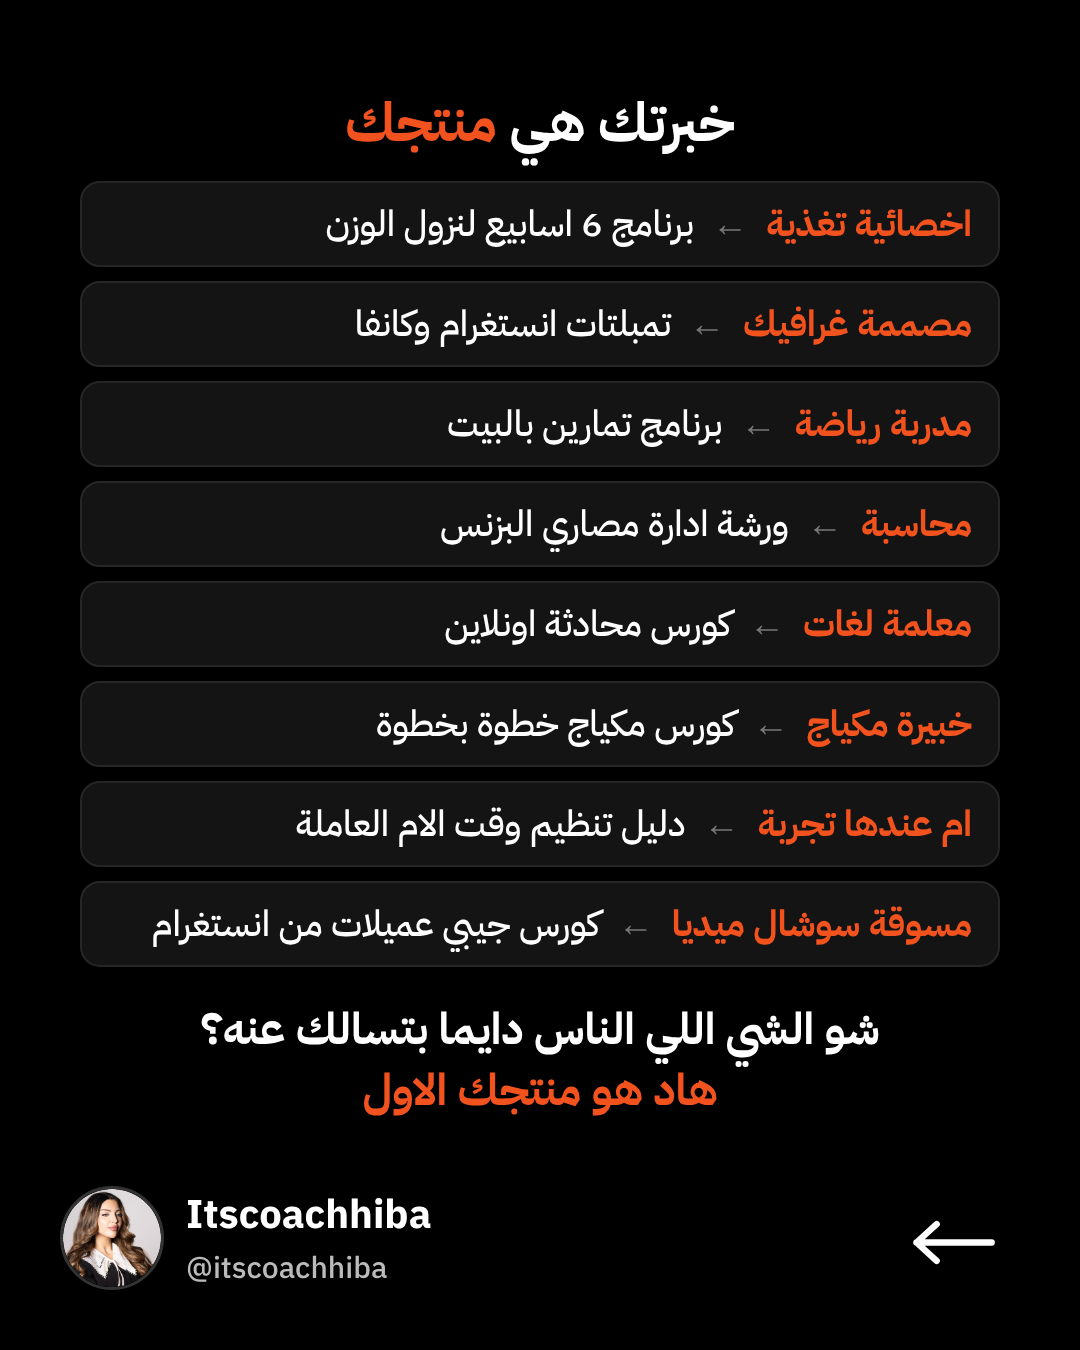 خبرتك هي منتجك
اخصائية تغذية ← برنامج 6 اسابيع لنزول الوزن
مصممة غرافيك ← تمبلتات انستغرام وكانفا
مدربة رياضة ← برنامج تمارين بالبيت
محاسبة ← ورشة ادارة مصاري البزنس
معلمة لغات ← كورس محادثة اونلاين
خبيرة مكياج ← كورس مكياج خطوة بخطوة
ام عندها تجربة ← دليل تنظيم وقت الام العاملة
مسوقة سوشال ميديا ← كورس جيبي عميلات من انستغرام
شو الشي اللي الناس دايما بتسالك عنه؟
هاد هو منتجك الاول
Itscoachhiba
@itscoachhiba